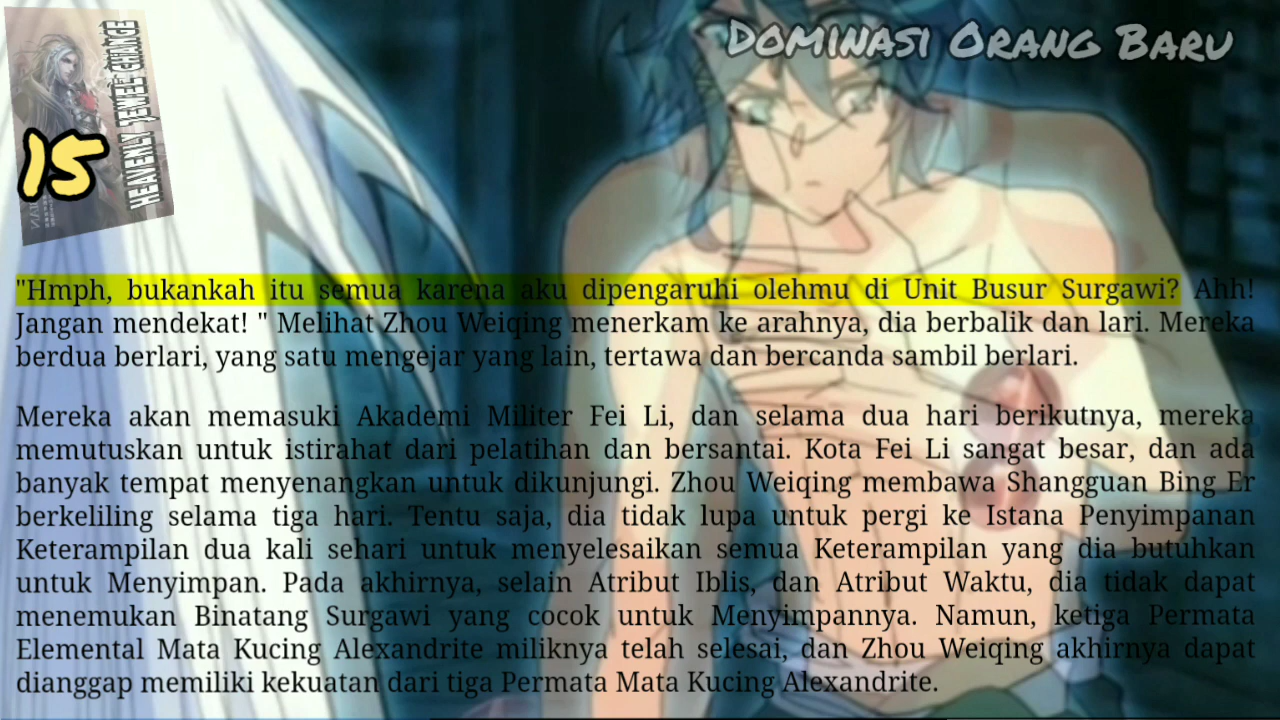 Dominasi Orang Baru
HEAVENLY JEWEL CHANGE
15
"Hmph, bukankah itu semua karena aku dipengaruhi olehmu di Unit Busur Surgawi? Ahh!
Jangan mendekat! " Melihat Zhou Weiqing menerkam ke arahnya, dia berbalik dan lari. Mereka
berdua berlari, yang satu mengejar yang lain, tertawa dan bercanda sambil berlari.
Mereka akan memasuki Akademi Militer Fei Li, dan selama dua hari berikutnya, mereka
memutuskan untuk istirahat dari pelatihan dan bersantai. Kota Fei Li sangat besar, dan ada
banyak tempat menyenangkan untuk dikunjungi. Zhou Weiqing membawa Shangguan Bing Er
berkeliling selama tiga hari. Tentu saja, dia tidak lupa untuk pergi ke Istana Penyimpanan
Keterampilan dua kali sehari untuk menyelesaikan semua Keterampilan yang dia butuhkan
untuk Menyimpan. Pada akhirnya, selain Atribut Iblis, dan Atribut Waktu, dia tidak dapat
menemukan Binatang Surgawi yang cocok untuk Menyimpannya. Namun, ketiga Permata
Elemental Mata Kucing Alexandrite miliknya telah selesai, dan Zhou Weiqing akhirnya dapat
dianggap memiliki kekuatan dari tiga Permata Mata Kucing Alexandrite.